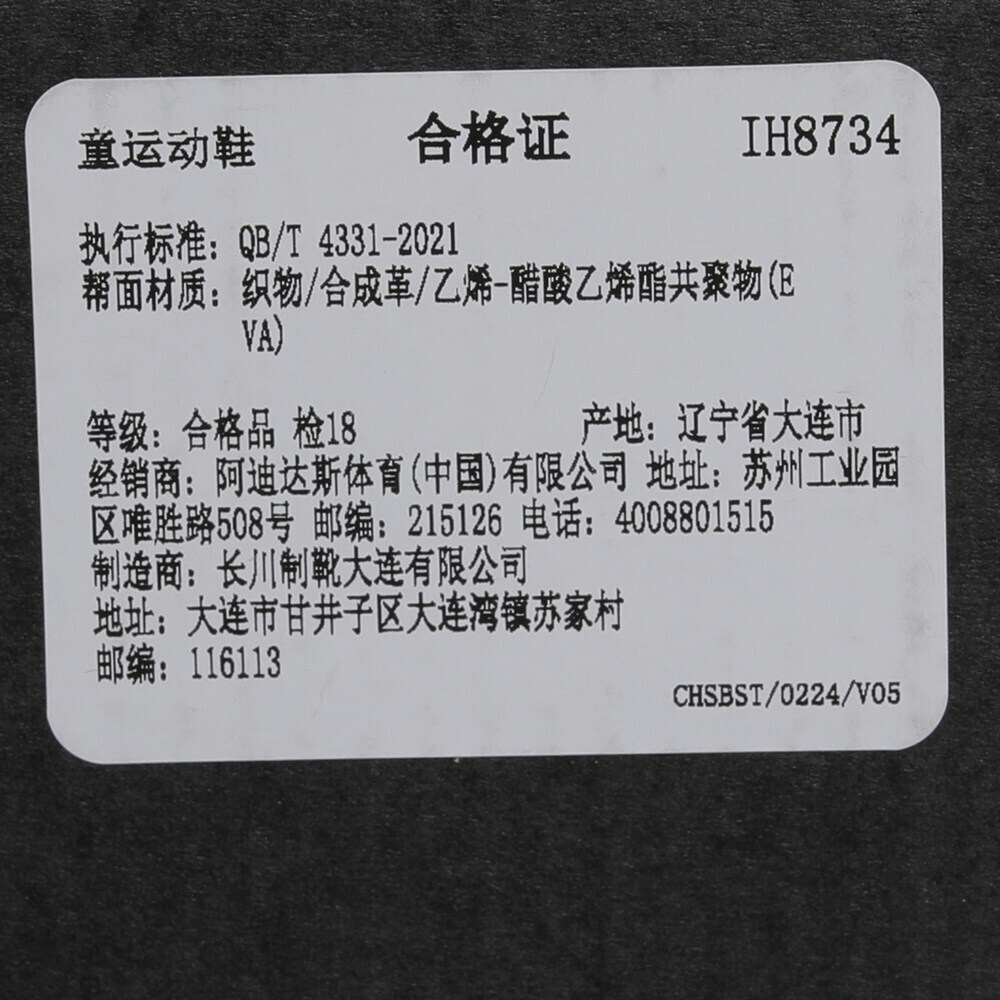 童运动鞋 合格证 IH8734
执行标准: QB/T 4331-2021
帮面材质: 织物/合成革/乙烯-醋酸乙烯酯共聚物(E
VA)
等级: 合格品 检18 产地: 辽宁省大连市
经销商: 阿迪达斯体育(中国)有限公司 地址: 苏州工业园
区唯胜路508号 邮编: 215126 电话: 4008801515
制造商: 长川制靴大连有限公司
地址: 大连市甘井子区大连湾镇苏家村
邮编: 116113
CHSBST/0224/V05